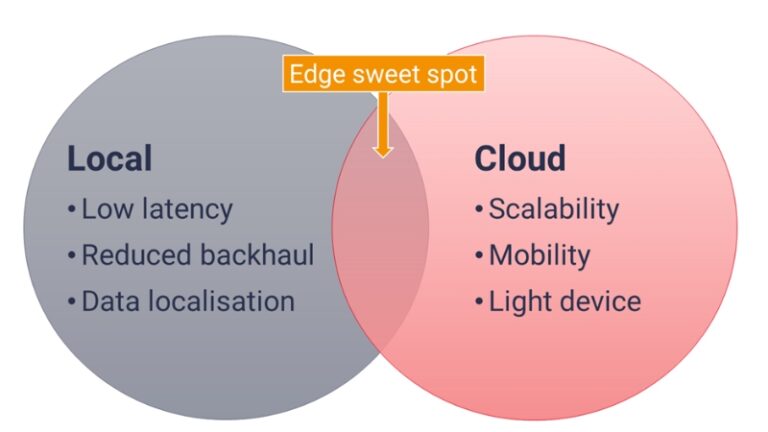 Edge sweet spot
Local
• Low latency
• Reduced backhaul
• Data localisation
Cloud
• Scalability
• Mobility
• Light device